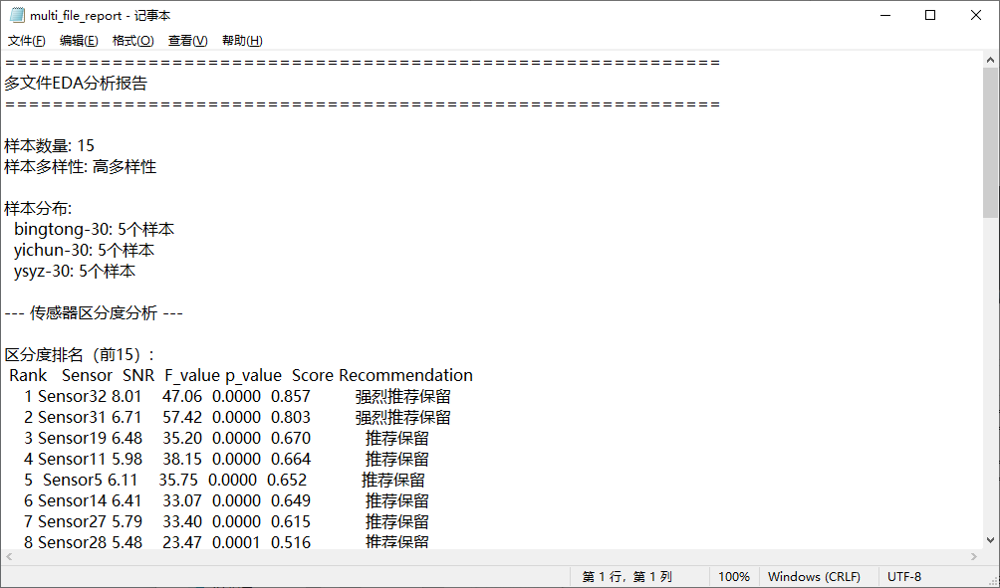 multi_file_report - 记事本
文件(F) 编辑(E) 格式(O) 查看(V) 帮助(H)
============================================================
多文件EDA分析报告
============================================================
样本数量: 15
样本多样性: 高多样性
样本分布:
bingtong-30: 5个样本
yichun-30: 5个样本
ysyz-30: 5个样本
--- 传感器区分度分析 ---
区分度排名（前15）:
Rank Sensor SNR F_value p_value Score Recommendation
1 Sensor32 8.01 47.06 0.0000 0.857 强烈推荐保留
2 Sensor31 6.71 57.42 0.0000 0.803 强烈推荐保留
3 Sensor19 6.48 35.20 0.0000 0.670 推荐保留
4 Sensor11 5.98 38.15 0.0000 0.664 推荐保留
5 Sensor5 6.11 35.75 0.0000 0.652 推荐保留
6 Sensor14 6.41 33.07 0.0000 0.649 推荐保留
7 Sensor27 5.79 33.40 0.0000 0.615 推荐保留
8 Sensor28 5.48 23.47 0.0001 0.516 推荐保留
第 1 行，第 1 列 100% Windows (CRLF) UTF-8